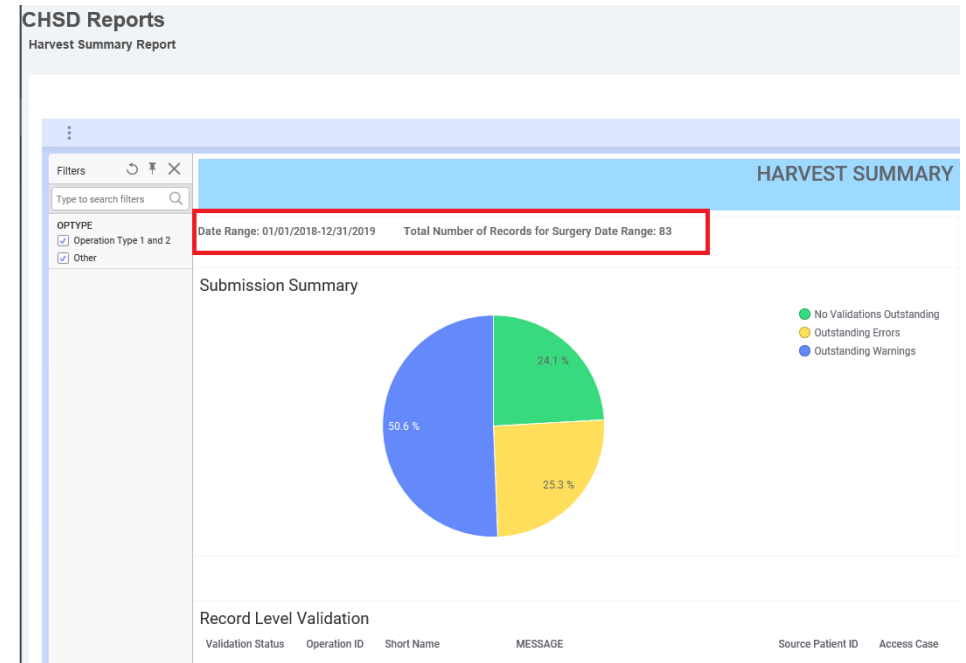 CHSD Reports
Harvest Summary Report
Filters
Type to search filters
OPTYPE
Operation Type 1 and 2
Other
HARVEST SUMMARY
Date Range: 01/01/2018-12/31/2019 Total Number of Records for Surgery Date Range: 83
Submission Summary
No Validations Outstanding
Outstanding Errors
Outstanding Warnings
24.1 %
50.6 %
25.3 %
Record Level Validation
Validation Status Operation ID Short Name MESSAGE Source Patient ID Access Case